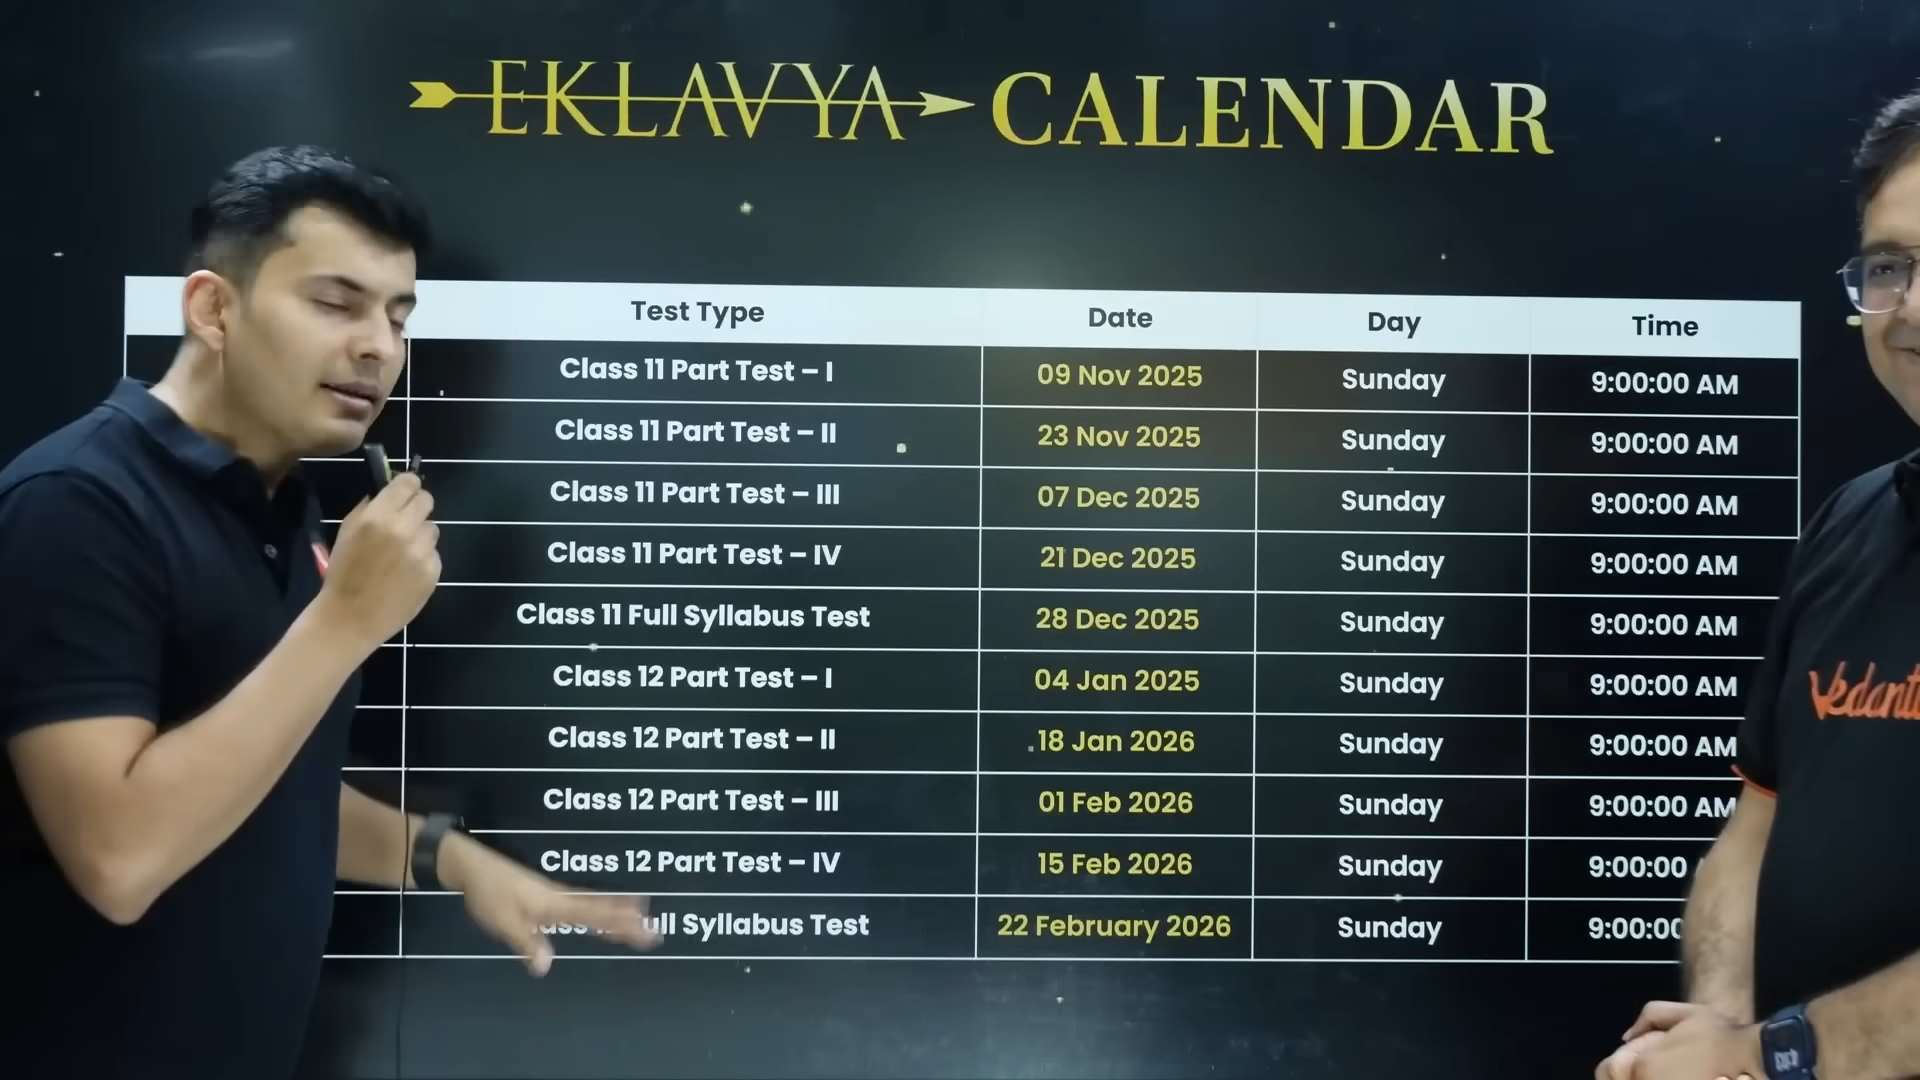 EKLAVYA CALENDAR
Test Type Date Day Time
Class 11 Part Test – I 09 Nov 2025 Sunday 9:00:00 AM
Class 11 Part Test – II 23 Nov 2025 Sunday 9:00:00 AM
Class 11 Part Test – III 07 Dec 2025 Sunday 9:00:00 AM
Class 11 Part Test – IV 21 Dec 2025 Sunday 9:00:00 AM
Class 11 Full Syllabus Test 28 Dec 2025 Sunday 9:00:00 AM
Class 12 Part Test – I 04 Jan 2025 Sunday 9:00:00 AM
Class 12 Part Test – II 18 Jan 2026 Sunday 9:00:00 AM
Class 12 Part Test – III 01 Feb 2026 Sunday 9:00:00 AM
Class 12 Part Test – IV 15 Feb 2026 Sunday 9:00:00
Syllabus Test 22 February 2026 Sunday 9:00:00